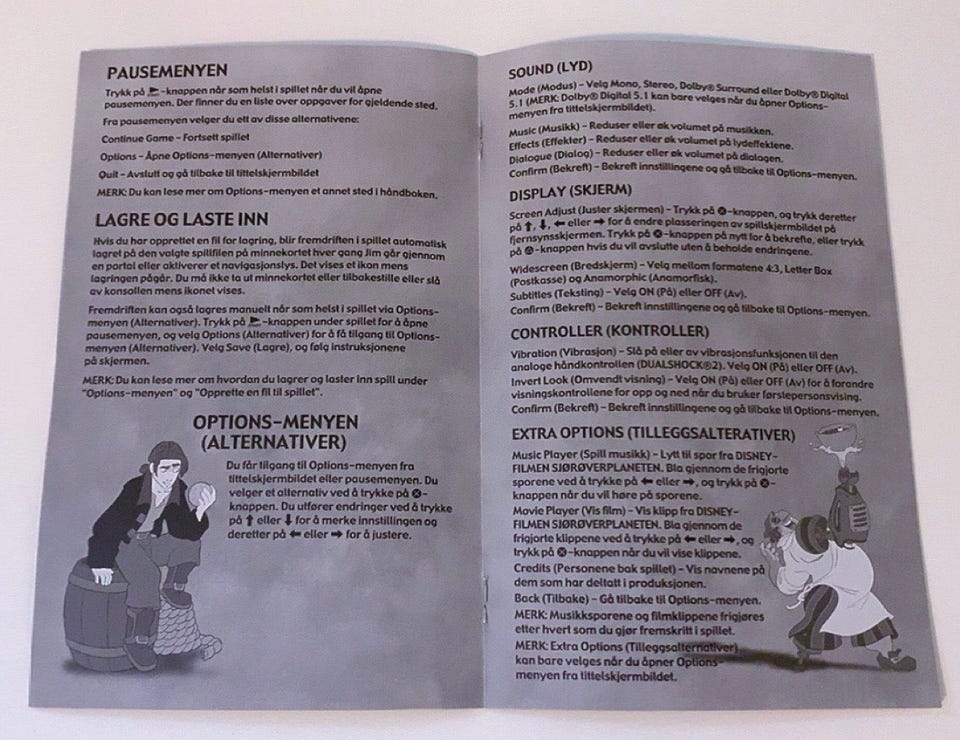 PAUSEMENYEN
Trykk på -knappen når som helst i spillet når du vil åpne
pausemenyen. Der finner du en liste over oppgaver for gjeldende sted.
Fra pausemenyen velger du ett av disse alternativene:
Continue Game – Fortsett spillet
Options – Åpne Options-menyen (Alternativer)
Quit – Avslutt og gå tilbake til tittelskjermbildet
MERK: Du kan lese mer om Options-menyen et annet sted i håndboken.
LAGRE OG LASTE INN
Hvis du har opprettet en fil for lagring, blir fremdriften i spillet automatisk
lagret på den valgte spillfilen på minnekortet hver gang Jim går gjennom
en portal eller aktiverer et navigasjonslys. Det vises et ikon mens
lagringen pågår. Du må ikke ta ut minnekortet eller tilbakestille eller slå
av konsollen mens ikonet vises.
Fremdriften kan også lagres manuelt når som helst i spillet via Options-
menyen (Alternativer). Trykk på -knappen under spillet for å åpne
pausemenyen, og velg Options (Alternativer) for å få tilgang til Options-
menyen (Alternativer). Velg Save (Lagre), og følg instruksjonene
på skjermen.
MERK: Du kan lese mer om hvordan du lagrer og laster inn spill under
"Options-menyen" og "Opprette en fil til spillet".
OPTIONS-MENYEN
(ALTERNATIVER)
Du får tilgang til Options-menyen fra
tittelskjermbildet eller pausemenyen. Du
velger et alternativ ved å trykke på ⊗-
knappen. Du utfører endringer ved å trykke
på ↑ eller ↓ for å merke innstillingen og
deretter på ← eller → for å justere.
SOUND (LYD)
Mode (Modus) – Velg Mono, Stereo, Dolby® Surround eller Dolby® Digital
5.1 (MERK: Dolby® Digital 5.1 kan bare velges når du åpner Options-
menyen fra tittelskjermbildet).
Music (Musikk) – Reduser eller øk volumet på musikken.
Effects (Effekter) – Reduser eller øk volumet på lydeffektene.
Dialogue (Dialog) – Reduser eller øk volumet på dialogen.
Confirm (Bekreft) – Bekreft innstillingene og gå tilbake til Options-menyen.
DISPLAY (SKJERM)
Screen Adjust (Juster skjermen) – Trykk på ⊗-knappen, og trykk deretter
på ↑, ↓, ← eller → for å endre plasseringen av spillskjermbildet på
fjernsynsskjermen. Trykk på ⊗-knappen på nytt for å bekrefte, eller trykk
på -knappen hvis du vil avslutte uten å beholde endringene.
Widescreen (Bredskjerm) – Velg mellom formatene 4:3, Letter Box
(Postkasse) og Anamorphic (Anamorfisk).
Subtitles (Teksting) – Velg ON (På) eller OFF (Av).
Confirm (Bekreft) – Bekreft innstillingene og gå tilbake til Options-menyen.
CONTROLLER (KONTROLLER)
Vibration (Vibrasjon) – Slå på eller av vibrasjonsfunksjonen til den
analoge håndkontrollen (DUALSHOCK®2). Velg ON (På) eller OFF (Av).
Invert Look (Omvendt visning) – Velg ON (På) eller OFF (Av) for å forandre
visningskontrollene for opp og ned når du bruker førstepersonsvising.
Confirm (Bekreft) – Bekreft innstillingene og gå tilbake til Options-menyen.
EXTRA OPTIONS (TILLEGGSALTERATIVER)
Music Player (Spill musikk) – Lytt til spor fra DISNEY-
FILMEN SJØRØVERPLANETEN. Bla gjennom de frigjorte
sporene ved å trykke på ← eller →, og trykk på ⊗-
knappen når du vil høre på sporene.
Movie Player (Vis film) – Vis klipp fra DISNEY-
FILMEN SJØRØVERPLANETEN. Bla gjennom de
frigjorte klippene ved å trykke på ← eller →, og
trykk på ⊗-knappen når du vil vise klippene.
Credits (Personene bak spillet) – Vis navnene på
dem som har deltatt i produksjonen.
Back (Tilbake) – Gå tilbake til Options-menyen.
MERK: Musikksporene og filmklippene frigjøres
etter hvert som du gjør fremskritt i spillet.
MERK: Extra Options (Tilleggsalternativer)
kan bare velges når du åpner Options-
menyen fra tittelskjermbildet.